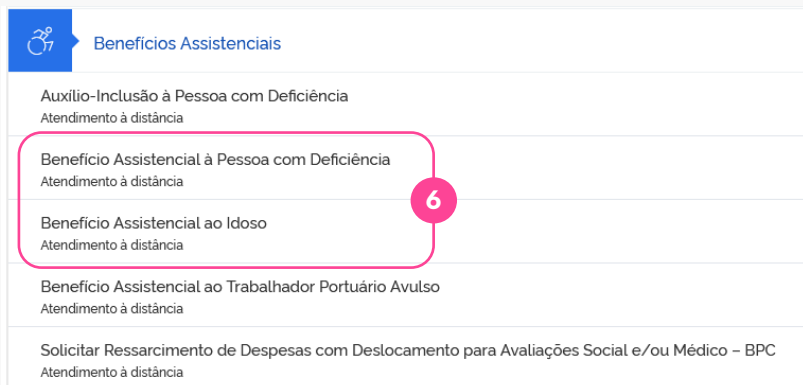 Benefícios Assistenciais
Auxílio-Inclusão à Pessoa com Deficiência
Atendimento à distância
Benefício Assistencial à Pessoa com Deficiência
Atendimento à distância
6
Benefício Assistencial ao Idoso
Atendimento à distância
Benefício Assistencial ao Trabalhador Portuário Avulso
Atendimento à distância
Solicitar Ressarcimento de Despesas com Deslocamento para Avaliações Social e/ou Médico – BPC
Atendimento à distância